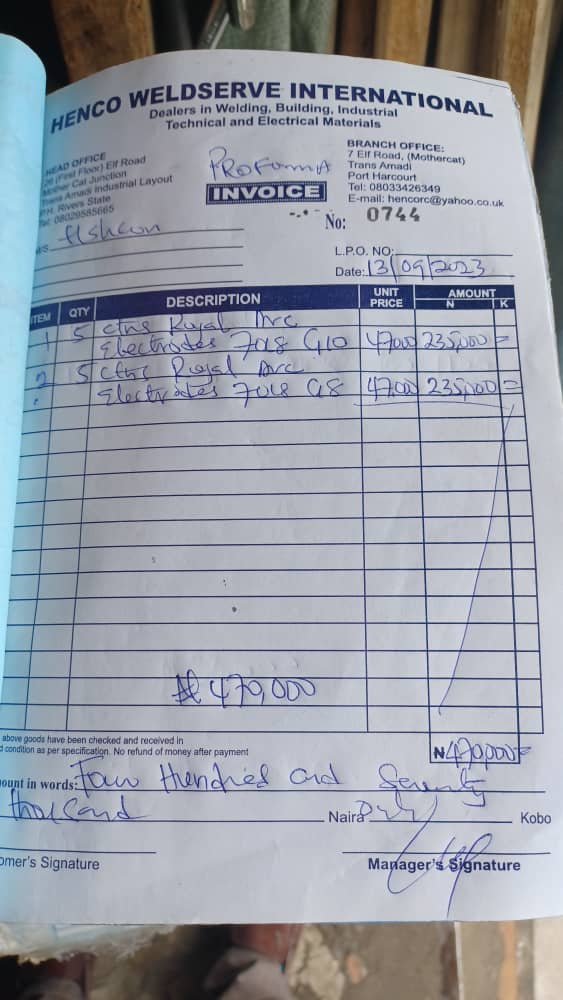 HENCO WELDSERVE INTERNATIONAL
Dealers in Welding, Building, Industrial
Technical and Electrical Materials
HEAD OFFICE
(First Floor) Elf Road
Mother Cat Junction
Trans Amadi Industrial Layout
P.H. Rivers State
Tel: 08029585665
BRANCH OFFICE:
7 Elf Road, (Mothercat)
Trans Amadi
Port Harcourt
Tel: 08033426349
E-mail: hencorc@yahoo.co.uk
PROFORMA
INVOICE
No: 0744
L.P.O. NO:
Date: 13/09/2023
ITEM QTY DESCRIPTION UNIT PRICE AMOUNT
N K
1 5 ctns Royal Arc
Electrodes 7018 G10 47000 235,000 =
2 5 ctns Royal Arc
Electrodes 7018 G8 47,000 235,000 =
₦ 470,000
above goods have been checked and received in
condition as per specification. No refund of money after payment
₦470,000=
ount in words: Four Hundred and Seventy
thousand Naira Kobo
omer's Signature
Manager's Signature